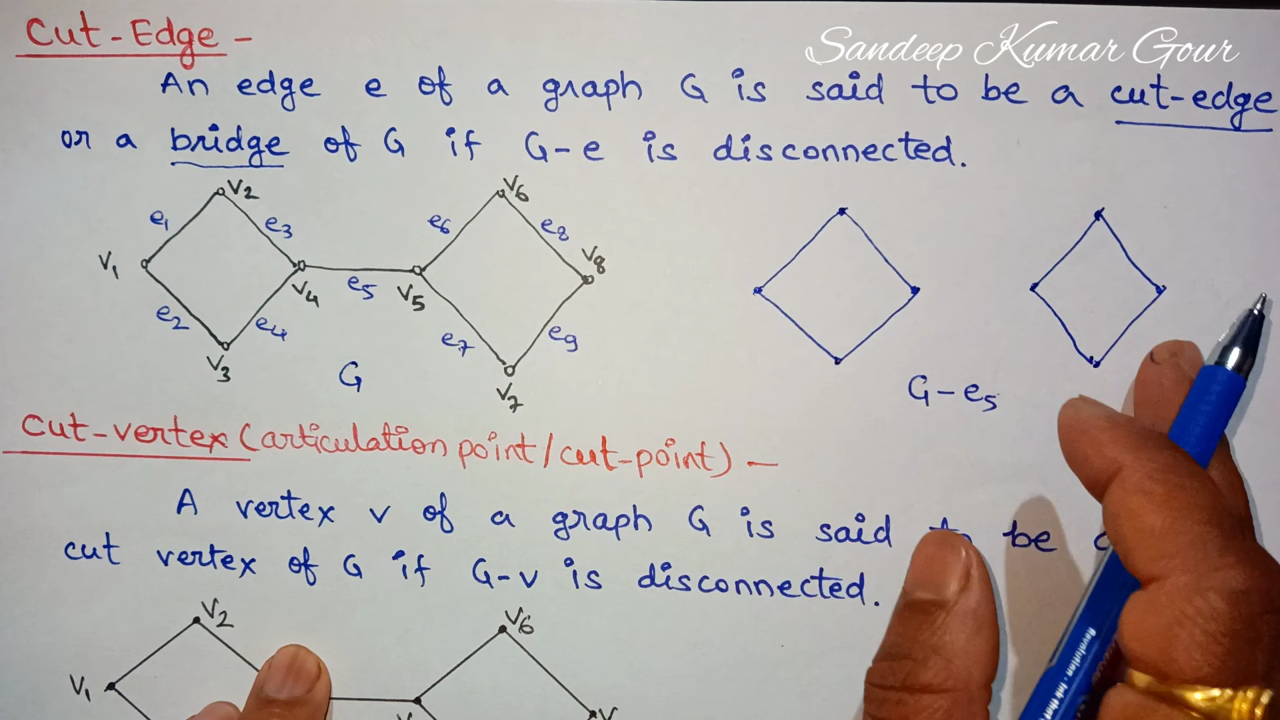 Sandeep Kumar Gour
Cut-Edge -
An edge e of a graph G is said to be a cut-edge
or a bridge of G if G-e is disconnected.
V2
V6
e1
e3
e6
e8
V1
V8
V4
e5
V5
e2
e4
e7
e9
V3
G
V7
G-e5
Cut-vertex (articulation point/cut-point) -
A vertex v of a graph G is said to be
cut vertex of G if G-v is disconnected.
V2
V6
V1
Revolution